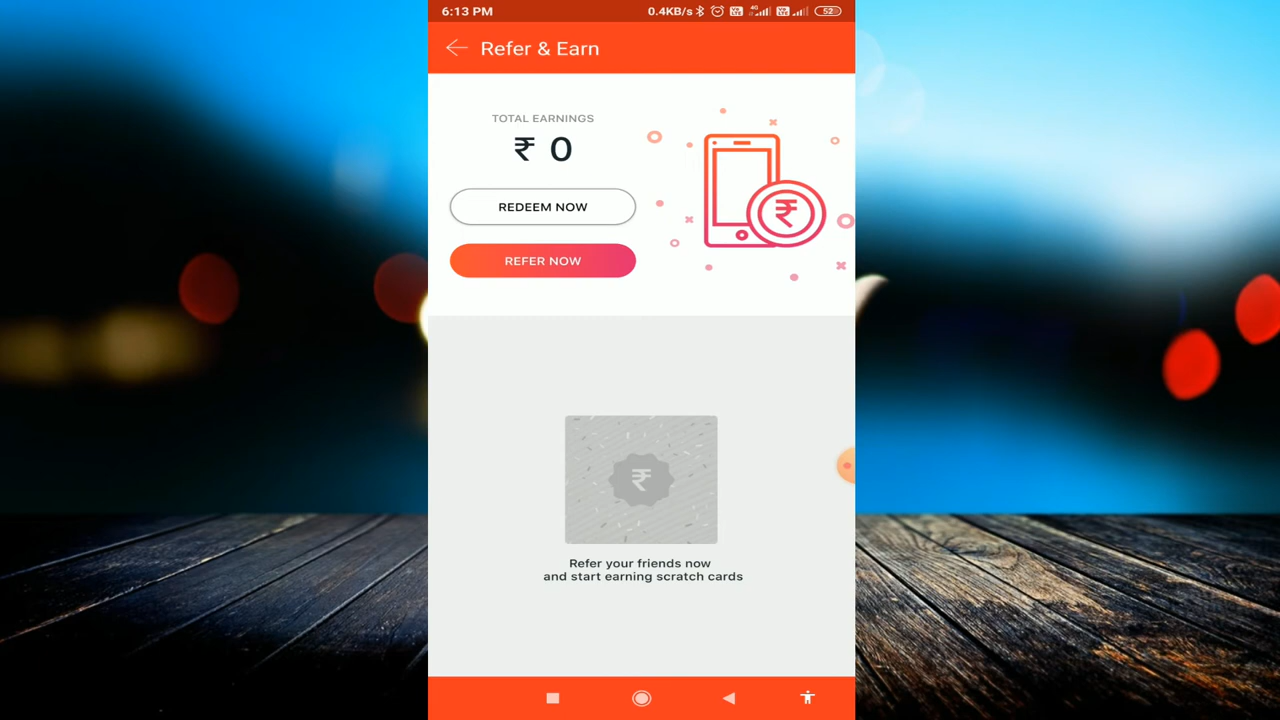 6:13 PM 0.4KB/s 4G 52
Refer & Earn
TOTAL EARNINGS
₹ 0
REDEEM NOW
REFER NOW
₹
₹
Refer your friends now
and start earning scratch cards